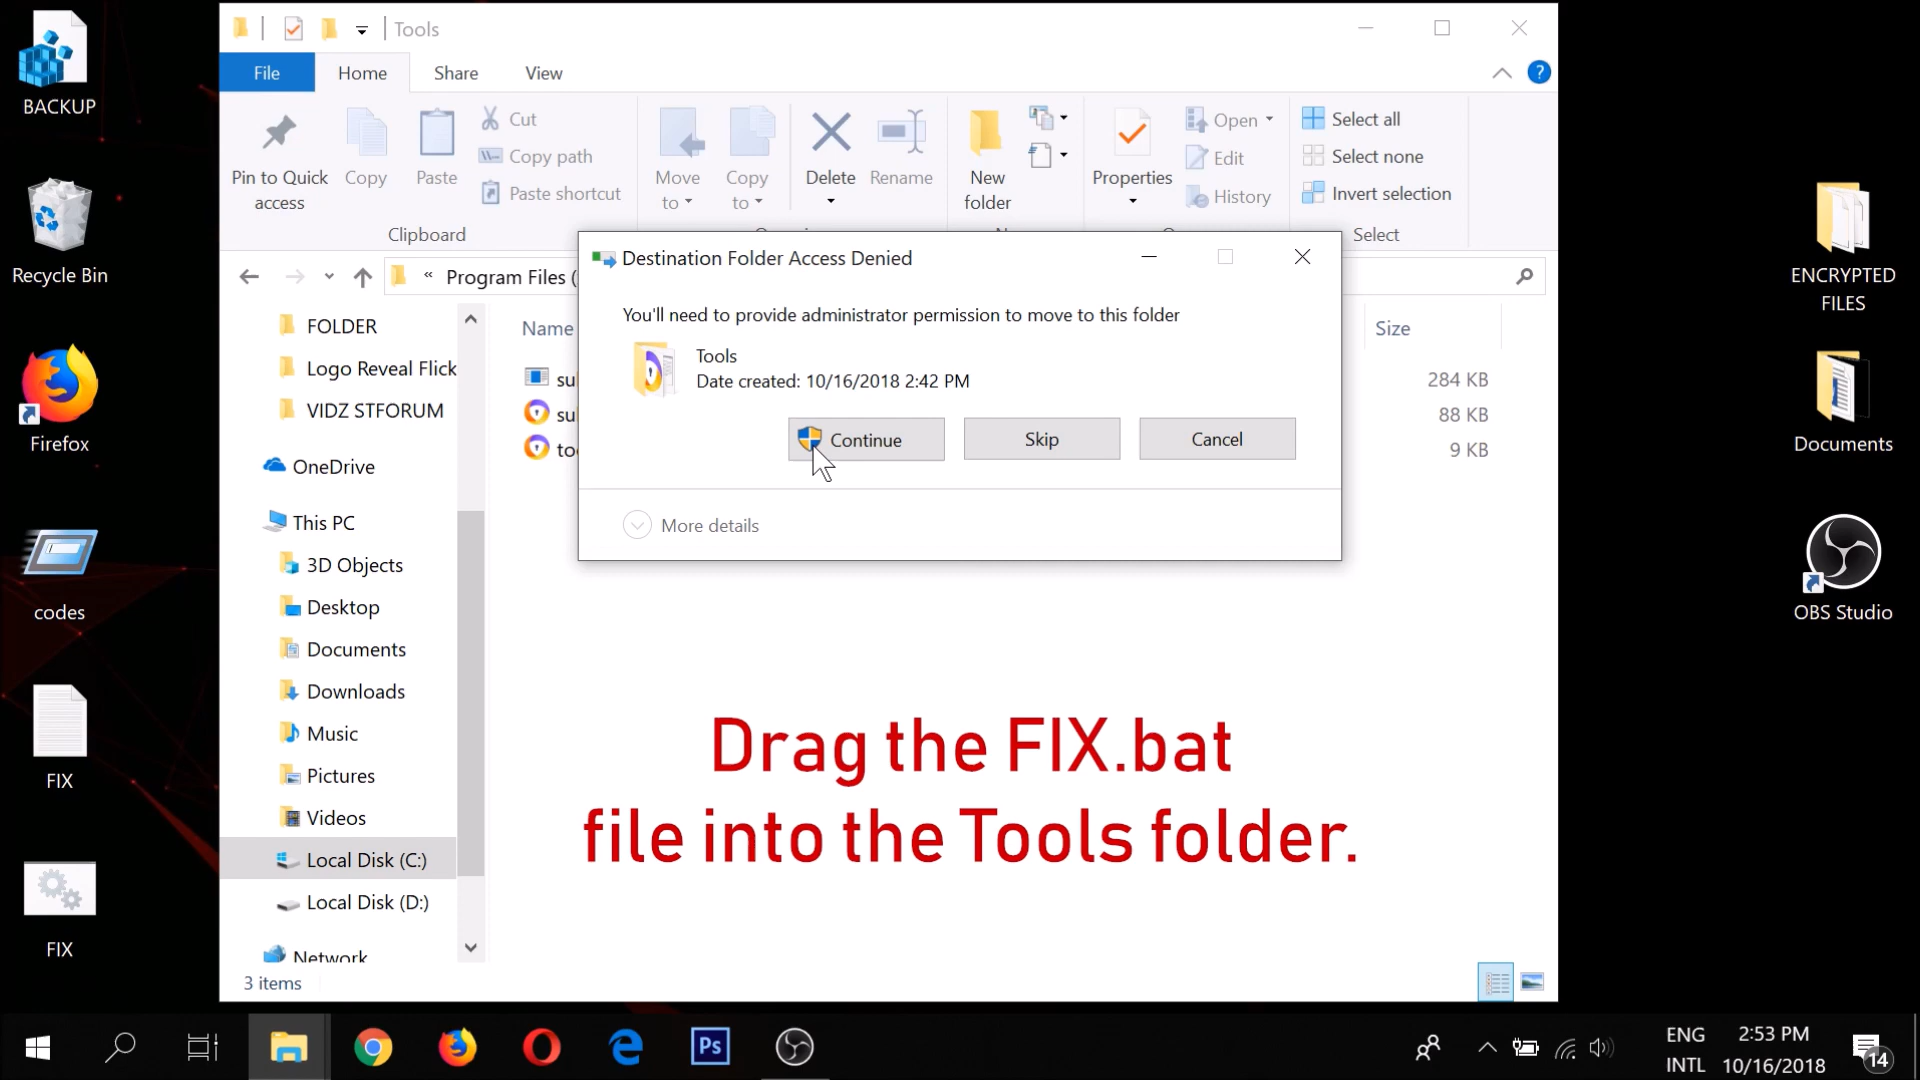 Tools
File
Home
Share
View
?
Pin to Quick
access
Copy
Paste
Cut
Copy path
Paste shortcut
Clipboard
Move
to
Copy
to
Delete
Rename
New
folder
Properties
Open
Edit
History
Select all
Select none
Invert selection
Select
« Program Files (
Name
Size
su
284 KB
su
88 KB
too
9 KB
Destination Folder Access Denied
You'll need to provide administrator permission to move to this folder
Tools
Date created: 10/16/2018 2:42 PM
Continue
Skip
Cancel
More details
FOLDER
Logo Reveal Flick
VIDZ STFORUM
OneDrive
This PC
3D Objects
Desktop
Documents
Downloads
Music
Pictures
Videos
Local Disk (C:)
Local Disk (D:)
Network
3 items
Drag the FIX.bat
file into the Tools folder.
BACKUP
Recycle Bin
Firefox
codes
FIX
FIX
ENCRYPTED
FILES
Documents
OBS Studio
Ps
ENG
INTL
2:53 PM
10/16/2018
14